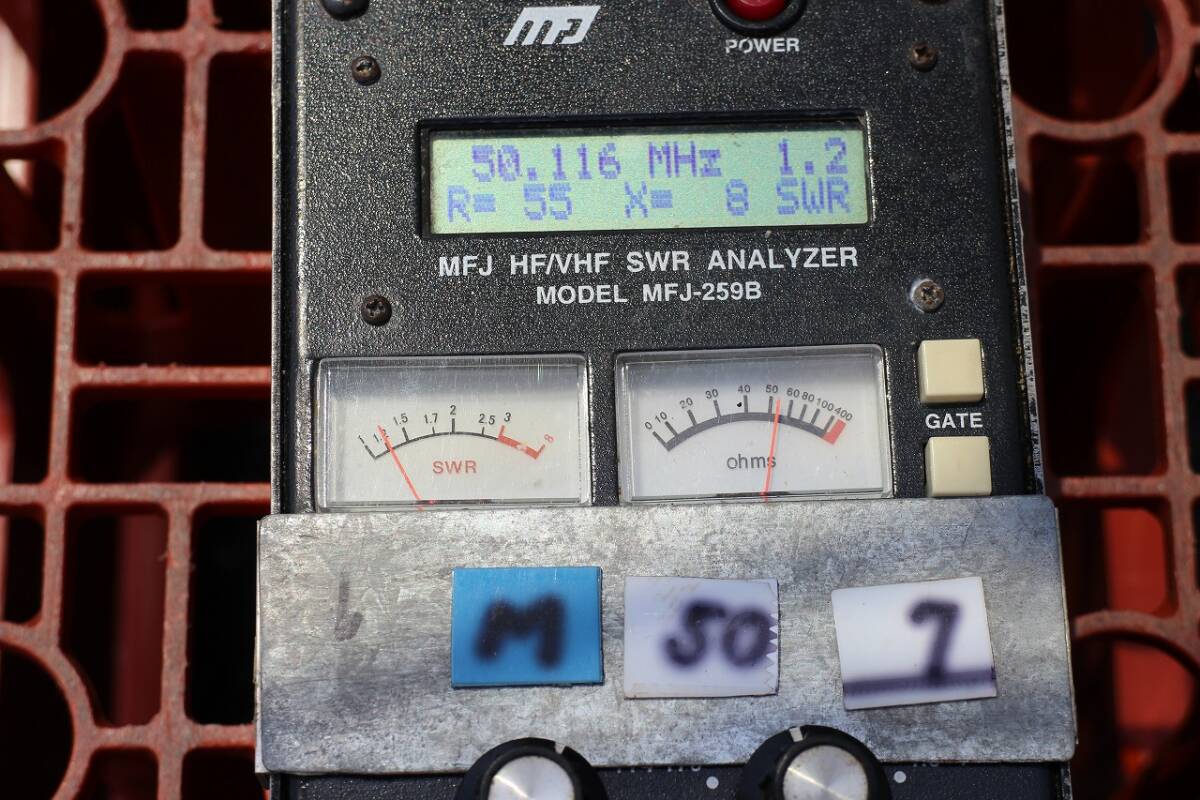 MFJ
POWER
50.116 MHz 1.2
R= 55 X= 8 SWR
MFJ HF/VHF SWR ANALYZER
MODEL MFJ-259B
1 1.5 1.7 2 2.5 3 8
SWR
0 10 20 30 40 50 60 80 100 400
ohms
GATE
M 50 7